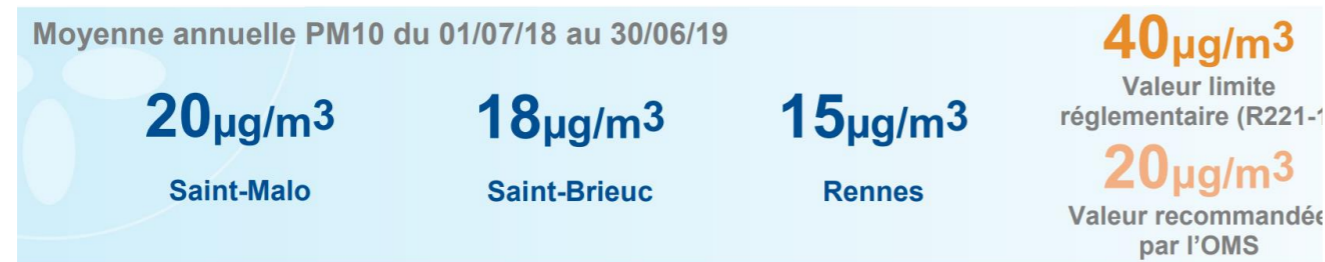 Moyenne annuelle PM10 du 01/07/18 au 30/06/19
20µg/m3
Saint-Malo
18µg/m3
Saint-Brieuc
15µg/m3
Rennes
40µg/m3
Valeur limite
réglementaire (R221-1
20µg/m3
Valeur recommandée
par l'OMS